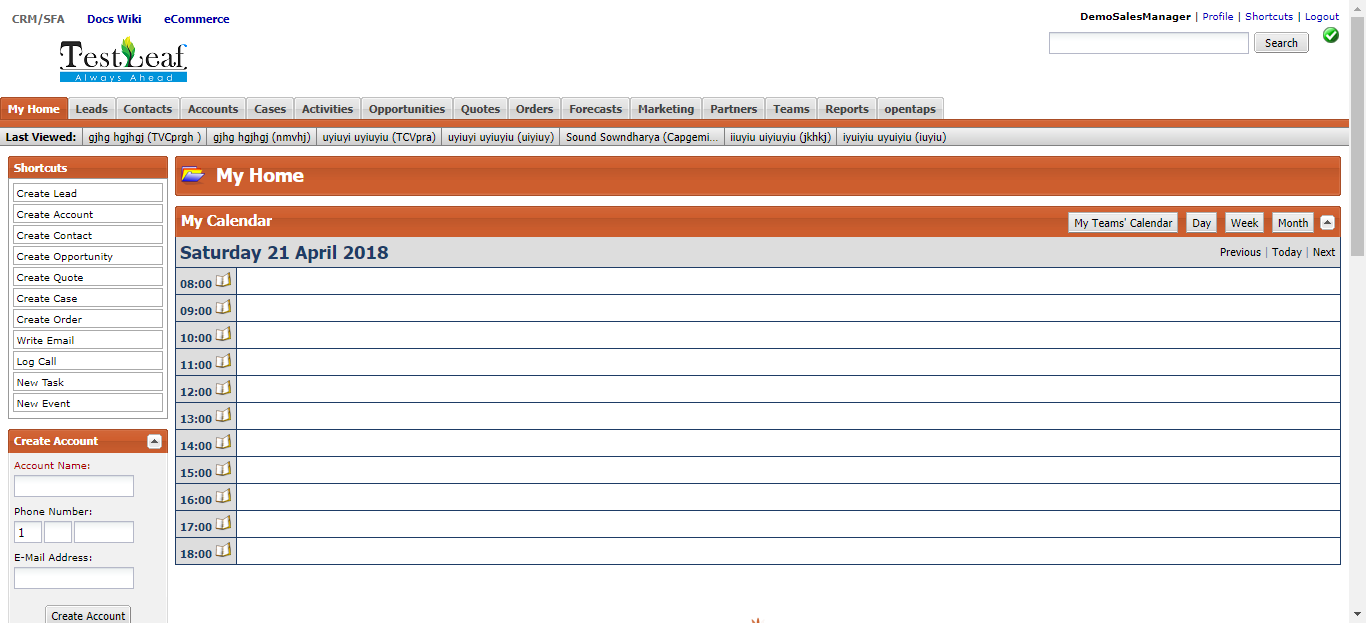 CRM/SFA Docs Wiki eCommerce
DemoSalesManager | Profile | Shortcuts | Logout
Search
TestLeaf
Always Ahead
My Home Leads Contacts Accounts Cases Activities Opportunities Quotes Orders Forecasts Marketing Partners Teams Reports opentaps
Last Viewed: gjhg hgjhgj (TVCprgh ) gjhg hgjhgj (nmvhj) uyiuyi uyiuyiu (TCVpra) uyiuyi uyiuyiu (uiyiuy) Sound Sowndharya (Capgemi... iiuyiu uiyiuyiu (jkhkj) iyuiyiu uyuiyiu (iuyiu)
Shortcuts
Create Lead
Create Account
Create Contact
Create Opportunity
Create Quote
Create Case
Create Order
Write Email
Log Call
New Task
New Event
Create Account
Account Name:
Phone Number:
1
E-Mail Address:
Create Account
My Home
My Calendar My Teams' Calendar Day Week Month
Saturday 21 April 2018 Previous | Today | Next
08:00
09:00
10:00
11:00
12:00
13:00
14:00
15:00
16:00
17:00
18:00